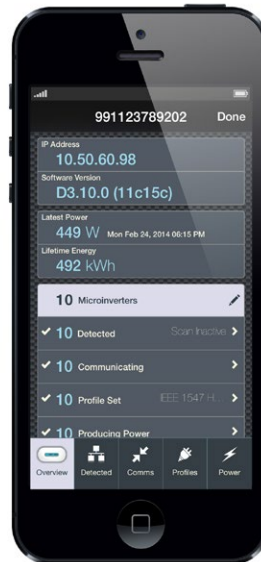 991123789202 Done
IP Address
10.50.60.98
Software Version
D3.10.0 (11c15c)
Latest Power
449 W Mon Feb 24, 2014 06:15 PM
Lifetime Energy
492 kWh
10 Microinverters
10 Detected Scan Inactive
10 Communicating
10 Profile Set IEEE 1547 H...
10 Producing Power
Overview Detected Comms Profiles Power